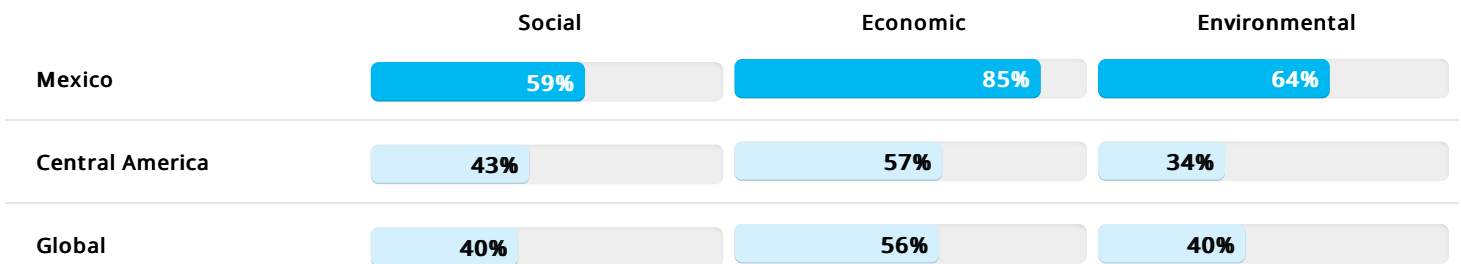 Social Economic Environmental
Mexico 59% 85% 64%
Central America 43% 57% 34%
Global 40% 56% 40%